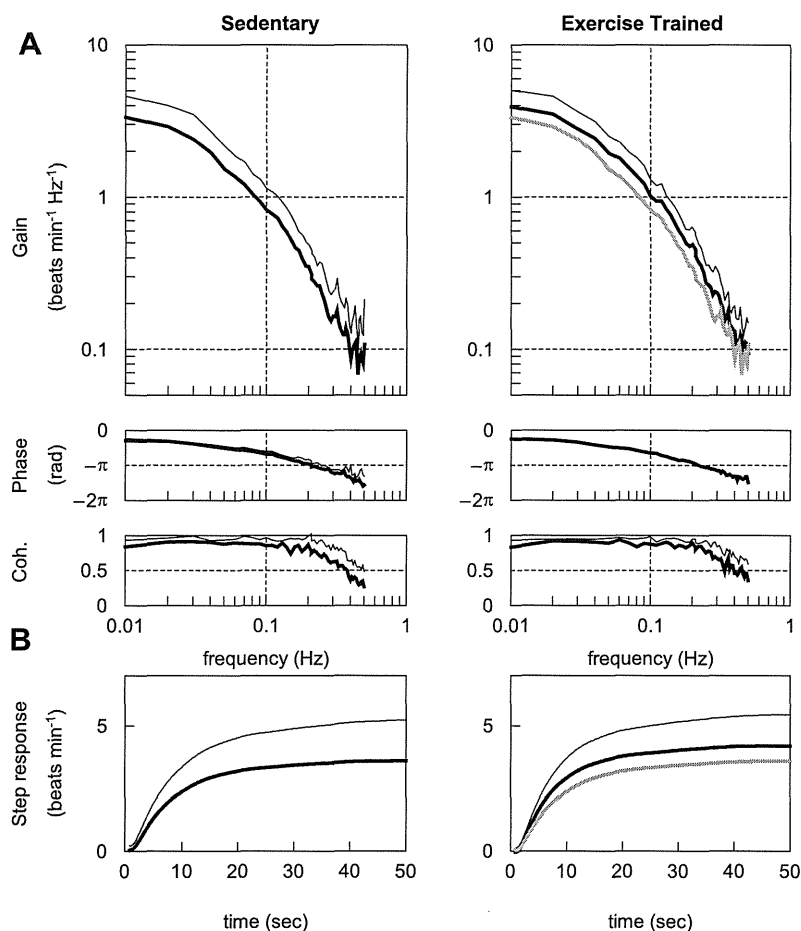 Sedentary
Exercise Trained
A
10
1
0.1
Gain
(beats min⁻¹ Hz⁻¹)
10
1
0.1
Phase
(rad)
0
−π
−2π
0
−π
−2π
Coh.
1
0.5
0
1
0.5
0
0.01
0.1
1
0.01
0.1
1
frequency (Hz)
frequency (Hz)
B
Step response
(beats min⁻¹)
5
0
5
0
0
10
20
30
40
50
0
10
20
30
40
50
time (sec)
time (sec)